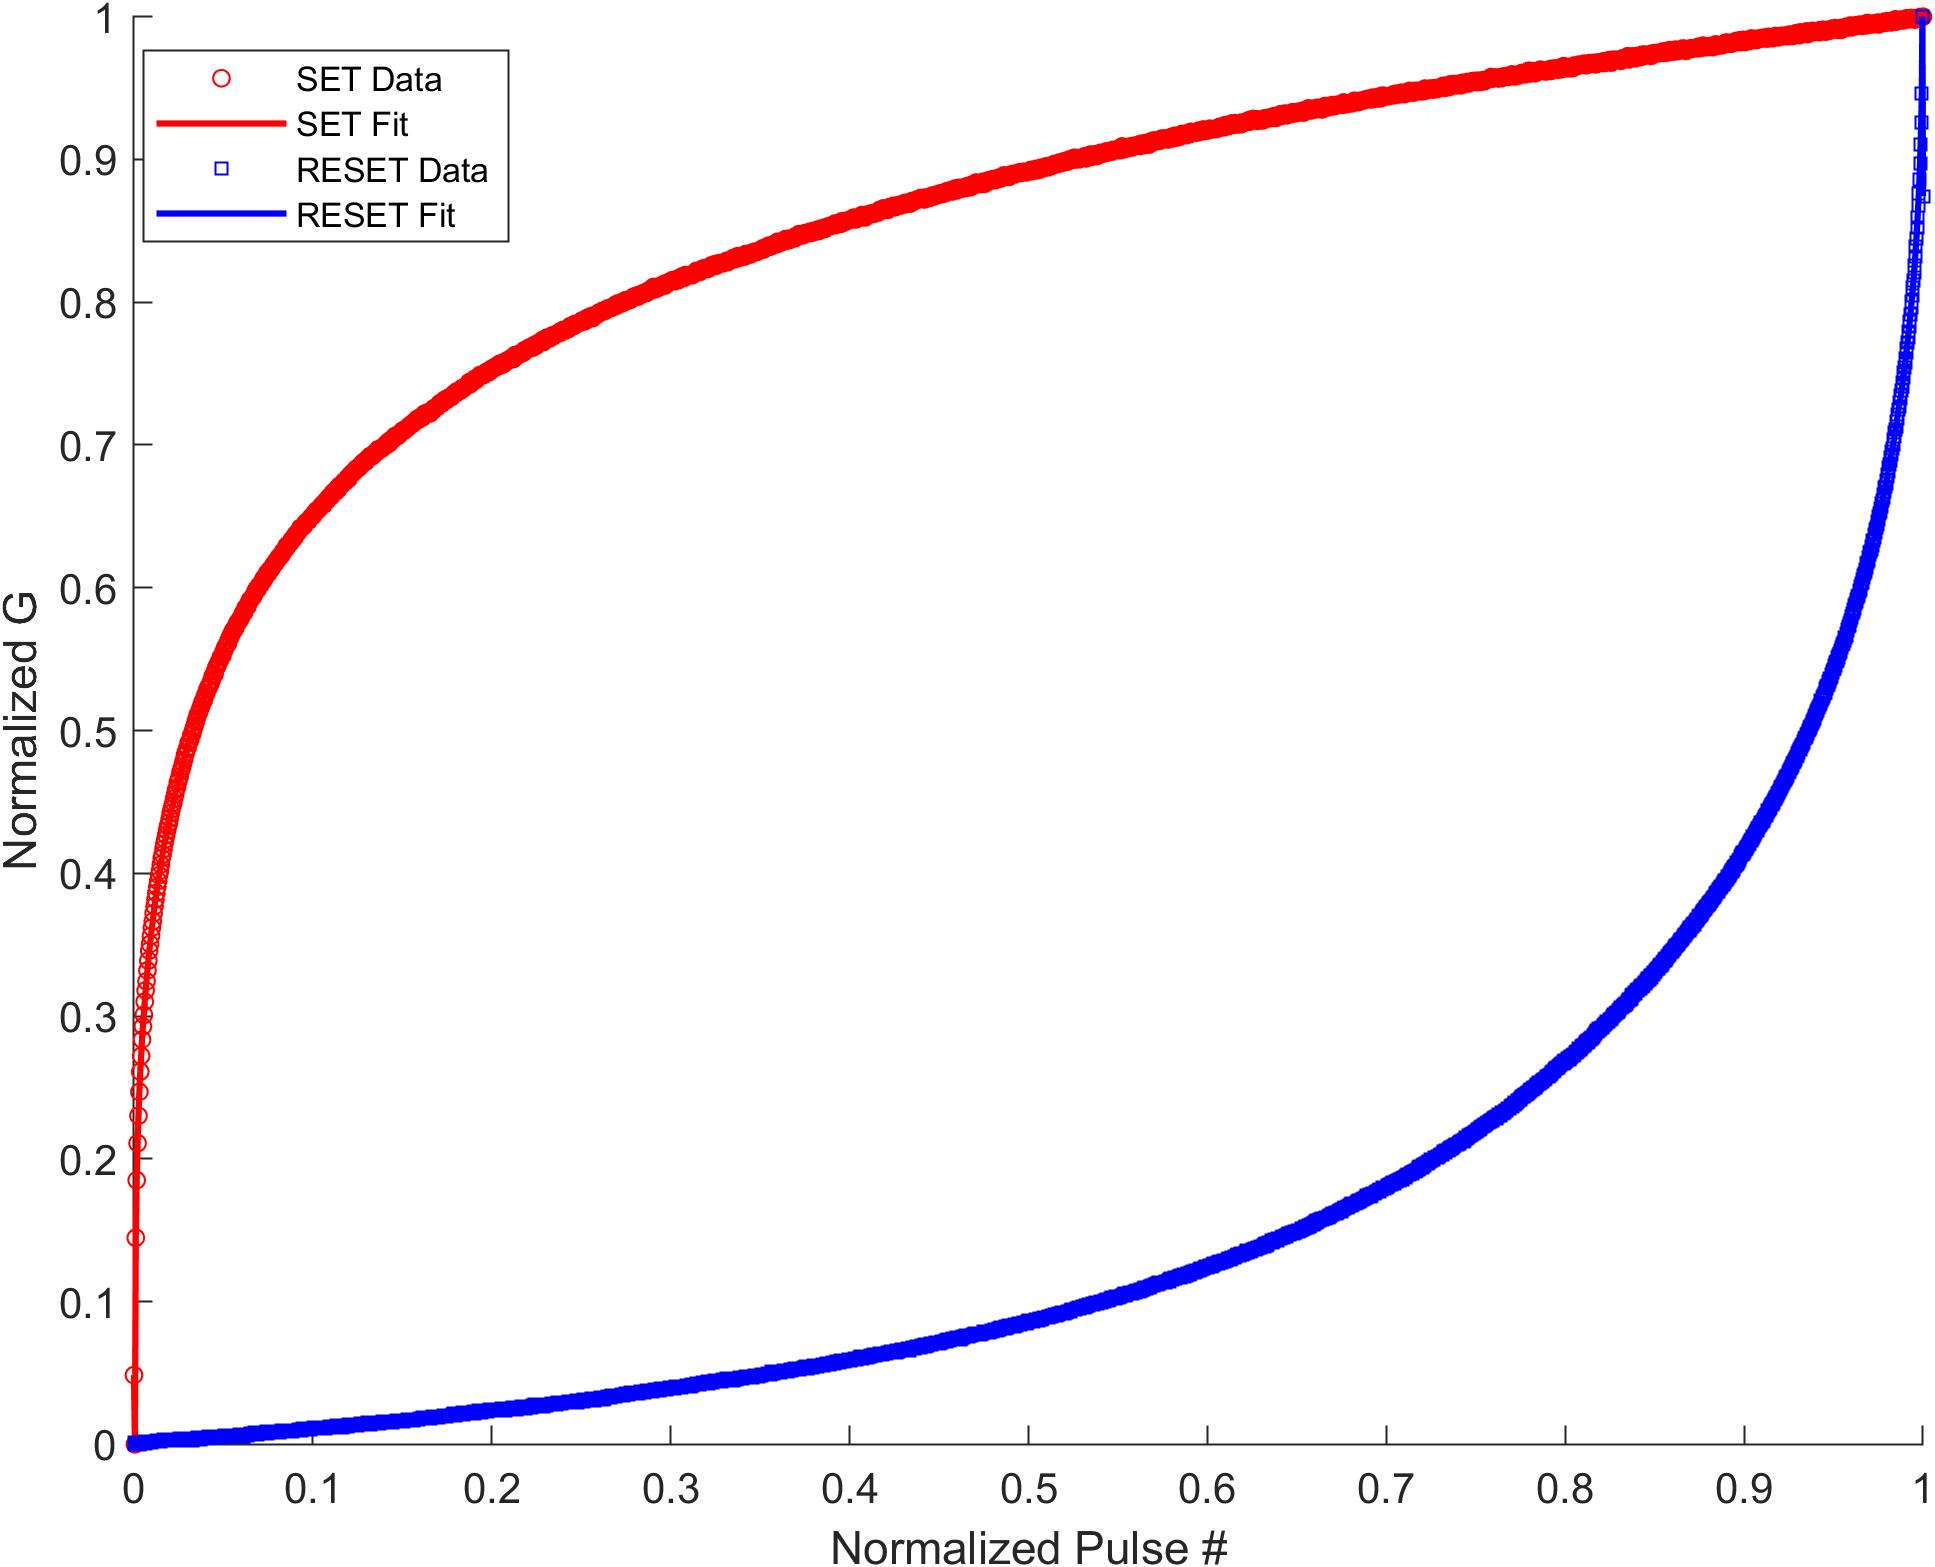 1
0.9
0.8
0.7
0.6
0.5
0.4
0.3
0.2
0.1
0
Normalized G
SET Data
SET Fit
RESET Data
RESET Fit
0 0.1 0.2 0.3 0.4 0.5 0.6 0.7 0.8 0.9 1
Normalized Pulse #